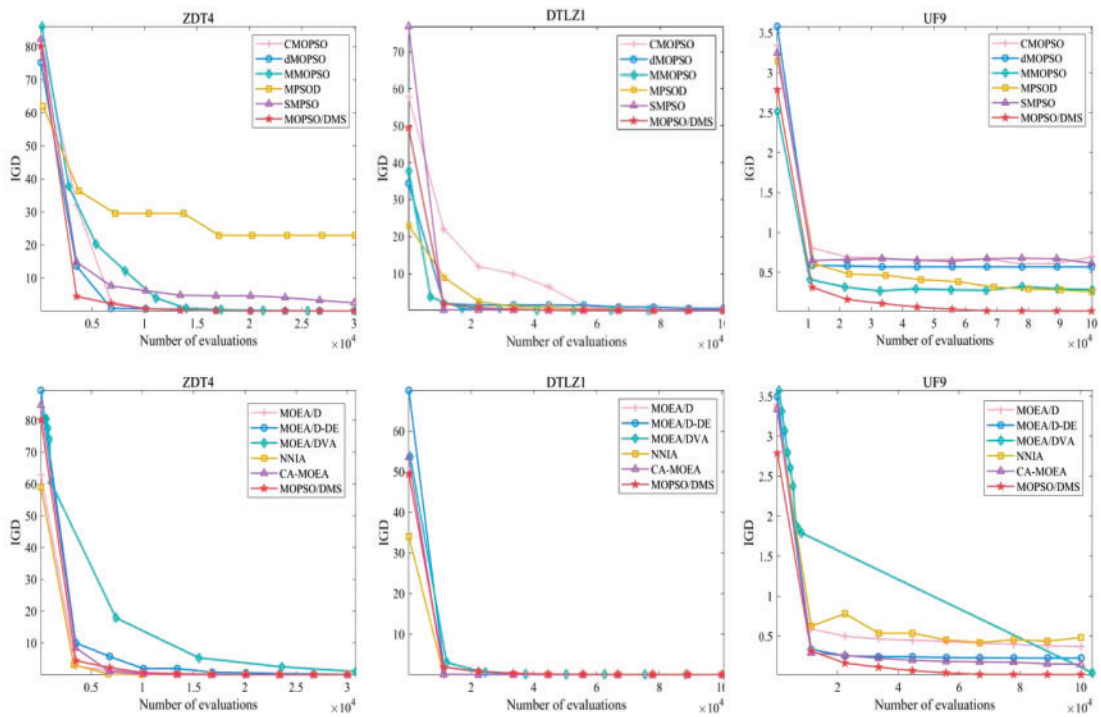 ZDT4
IGD
80
70
60
50
40
30
20
10
CMOPSO
dMOPSO
MMOPSO
MPSOD
SMPSO
MOPSO/DMS
0.5
1
1.5
2
2.5
3
Number of evaluations
×10⁴
DTLZ1
IGD
70
60
50
40
30
20
10
CMOPSO
dMOPSO
MMOPSO
MPSOD
SMPSO
MOPSO/DMS
2
4
6
8
10
Number of evaluations
×10⁴
UF9
IGD
3.5
3
2.5
2
1.5
1
0.5
CMOPSO
dMOPSO
MMOPSO
MPSOD
SMPSO
MOPSO/DMS
1
2
3
4
5
6
7
8
9
10
Number of evaluations
×10⁴
ZDT4
IGD
80
70
60
50
40
30
20
10
MOEA/D
MOEA/D-DE
MOEA/DVA
NNIA
CA-MOEA
MOPSO/DMS
0.5
1
1.5
2
2.5
3
Number of evaluations
×10⁴
DTLZ1
IGD
60
50
40
30
20
10
MOEA/D
MOEA/D-DE
MOEA/DVA
NNIA
CA-MOEA
MOPSO/DMS
2
4
6
8
10
Number of evaluations
×10⁴
UF9
IGD
3.5
3
2.5
2
1.5
1
0.5
MOEA/D
MOEA/D-DE
MOEA/DVA
NNIA
CA-MOEA
MOPSO/DMS
2
4
6
8
10
Number of evaluations
×10⁴